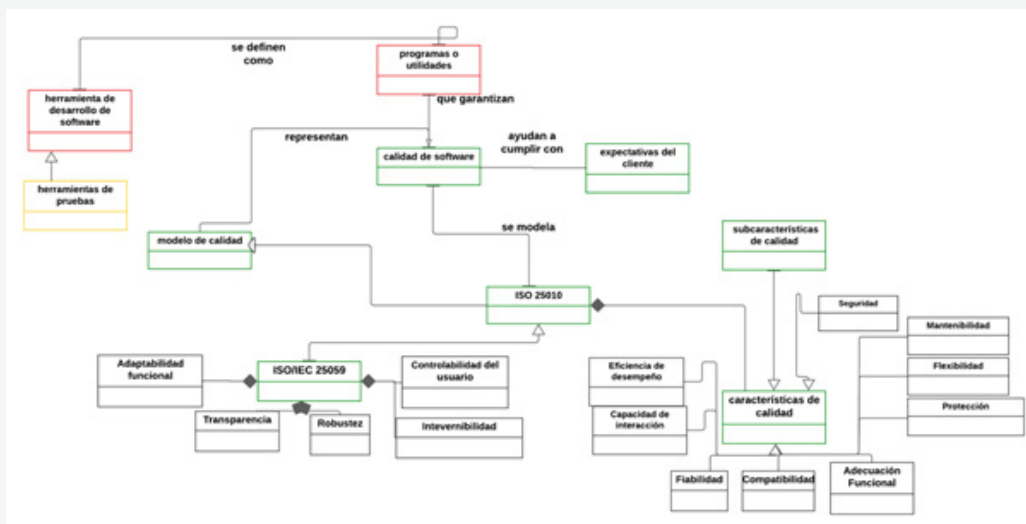 se definen
como
programas o
utilidades
herramienta de
desarrollo de
software
que garantizan
representan
ayudan a
cumplir con
calidad de software
expectativas del
cliente
herramientas de
pruebas
modelo de calidad
se modela
subcaracterísticas
de calidad
ISO 25010
Seguridad
Mantenibilidad
Adaptabilidad
funcional
ISO/IEC 25059
Controlabilidad del
usuario
Eficiencia de
desempeño
Flexibilidad
características de
calidad
Protección
Transparencia
Robustez
Intevernibilidad
Capacidad de
interacción
Fiabilidad
Compatibilidad
Adecuación
Funcional